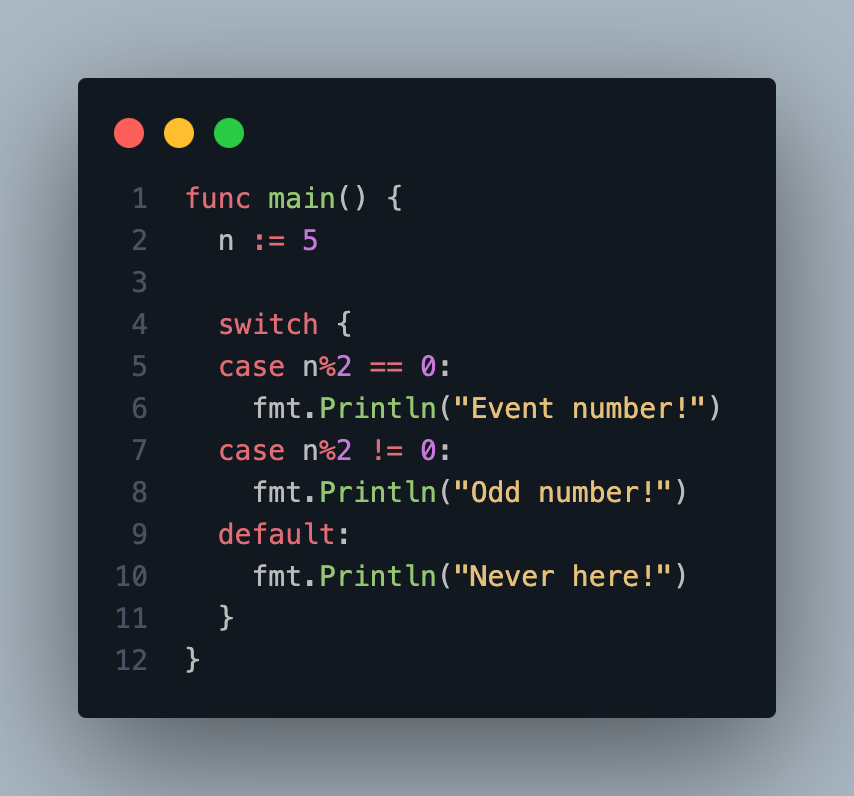 1 func main() {
2   n := 5
3
4   switch {
5   case n%2 == 0:
6     fmt.Println("Event number!")
7   case n%2 != 0:
8     fmt.Println("Odd number!")
9   default:
10     fmt.Println("Never here!")
11   }
12 }